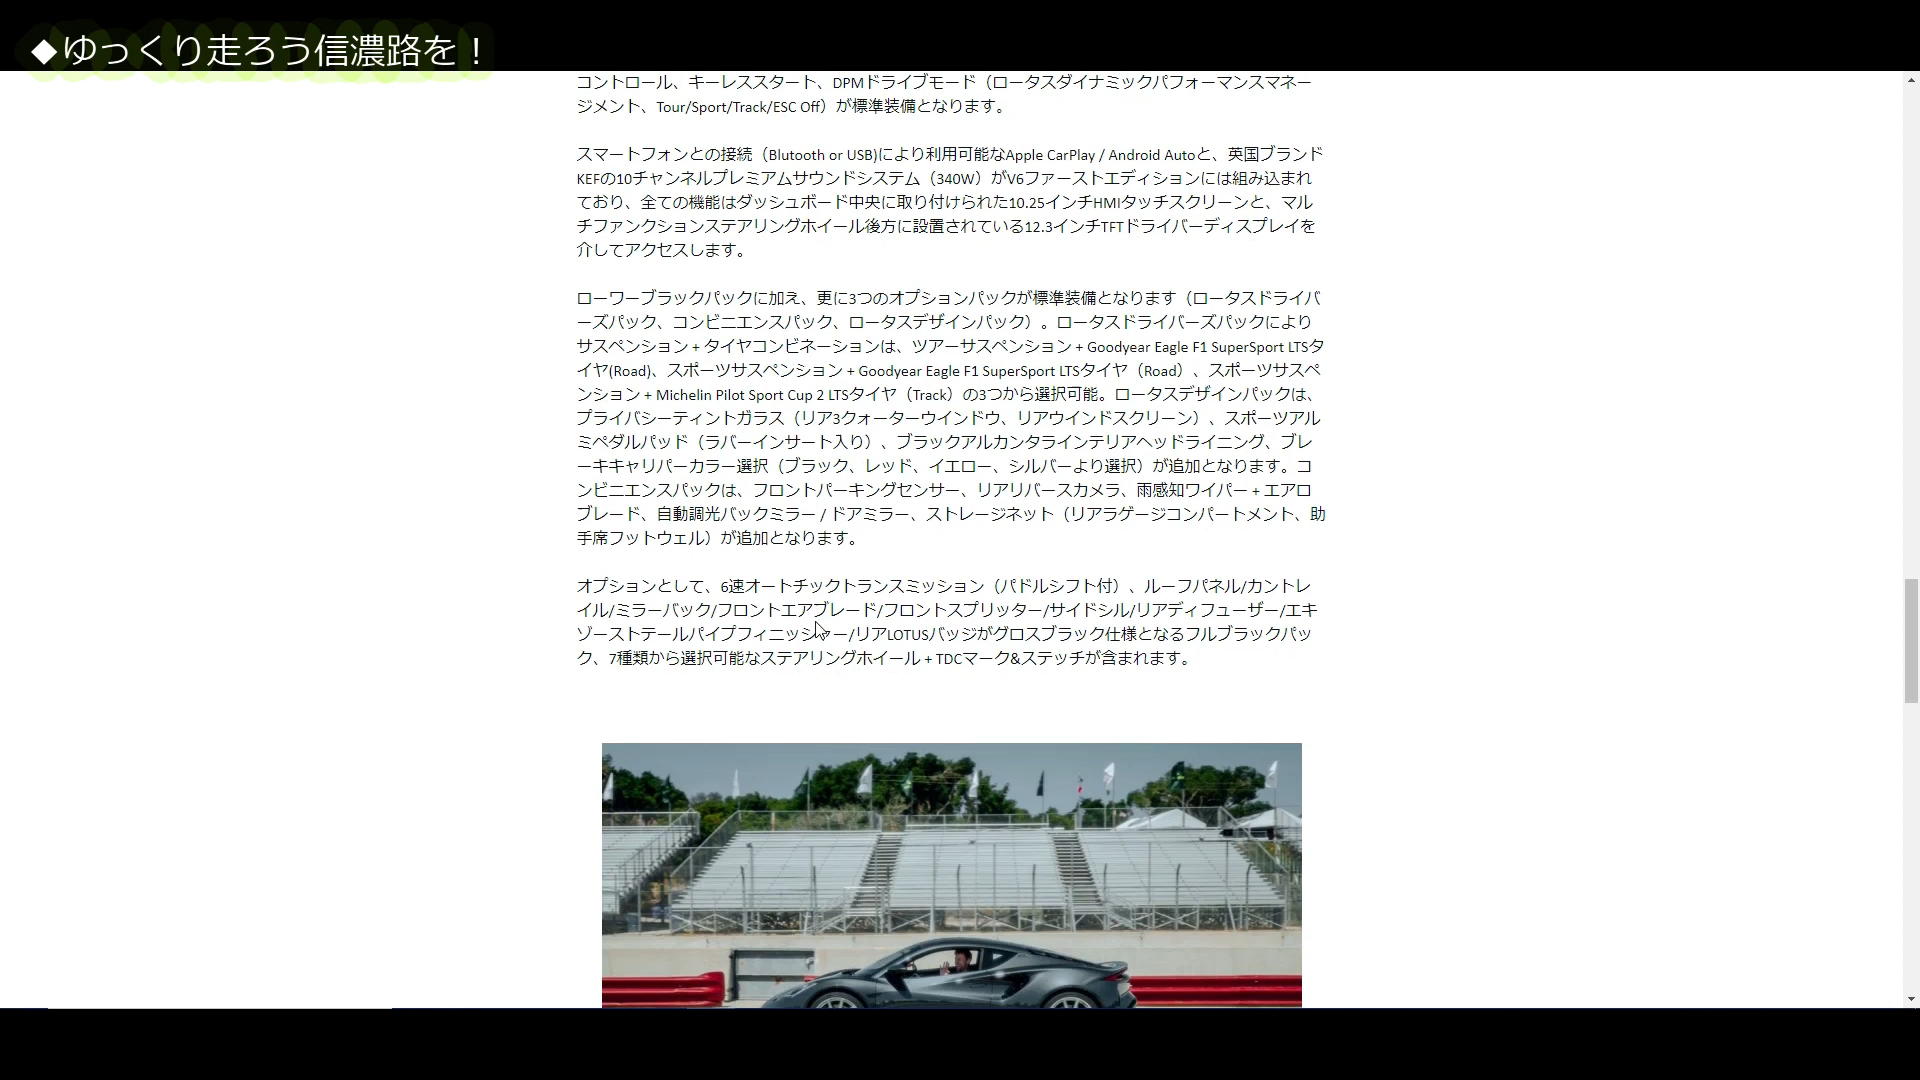 ◆ゆっくり走ろう信濃路を！
コントロール、キーレススタート、DPMドライブモード（ロータスダイナミックパフォーマンスマネー
ジメント、Tour/Sport/Track/ESC Off）が標準装備となります。
スマートフォンとの接続（Blutooth or USB)により利用可能なApple CarPlay / Android Autoと、英国ブランド
KEFの10チャンネルプレミアムサウンドシステム（340W）がV6ファーストエディションには組み込まれ
ており、全ての機能はダッシュボード中央に取り付けられた10.25インチHMIタッチスクリーンと、マル
チファンクションステアリングホイール後方に設置されている12.3インチTFTドライバーディスプレイを
介してアクセスします。
ローワーブラックパックに加え、更に3つのオプションパックが標準装備となります（ロータスドライバ
ーズパック、コンビニエンスパック、ロータスデザインパック）。ロータスドライバーズパックにより
サスペンション + タイヤコンビネーションは、ツアーサスペンション + Goodyear Eagle F1 SuperSport LTSタ
イヤ(Road)、スポーツサスペンション + Goodyear Eagle F1 SuperSport LTSタイヤ（Road）、スポーツサスペ
ンション + Michelin Pilot Sport Cup 2 LTSタイヤ（Track）の3つから選択可能。ロータスデザインパックは、
プライバシーティントガラス（リア3クォーターウインドウ、リアウインドスクリーン）、スポーツアル
ミペダルパッド（ラバーインサート入り）、ブラックアルカンタラインテリアヘッドライニング、ブレ
ーキキャリパーカラー選択（ブラック、レッド、イエロー、シルバーより選択）が追加となります。コ
ンビニエンスパックは、フロントパーキングセンサー、リアリバースカメラ、雨感知ワイパー + エアロ
ブレード、自動調光バックミラー / ドアミラー、ストレージネット（リアラゲージコンパートメント、助
手席フットウェル）が追加となります。
オプションとして、6速オートチックトランスミッション（パドルシフト付）、ルーフパネル/カントレ
イル/ミラーバック/フロントエアブレード/フロントスプリッター/サイドシル/リアディフューザー/エキ
ゾーストテールパイプフィニッシャー/リアLOTUSバッジがグロスブラック仕様となるフルブラックパッ
ク、7種類から選択可能なステアリングホイール + TDCマーク&ステッチが含まれます。